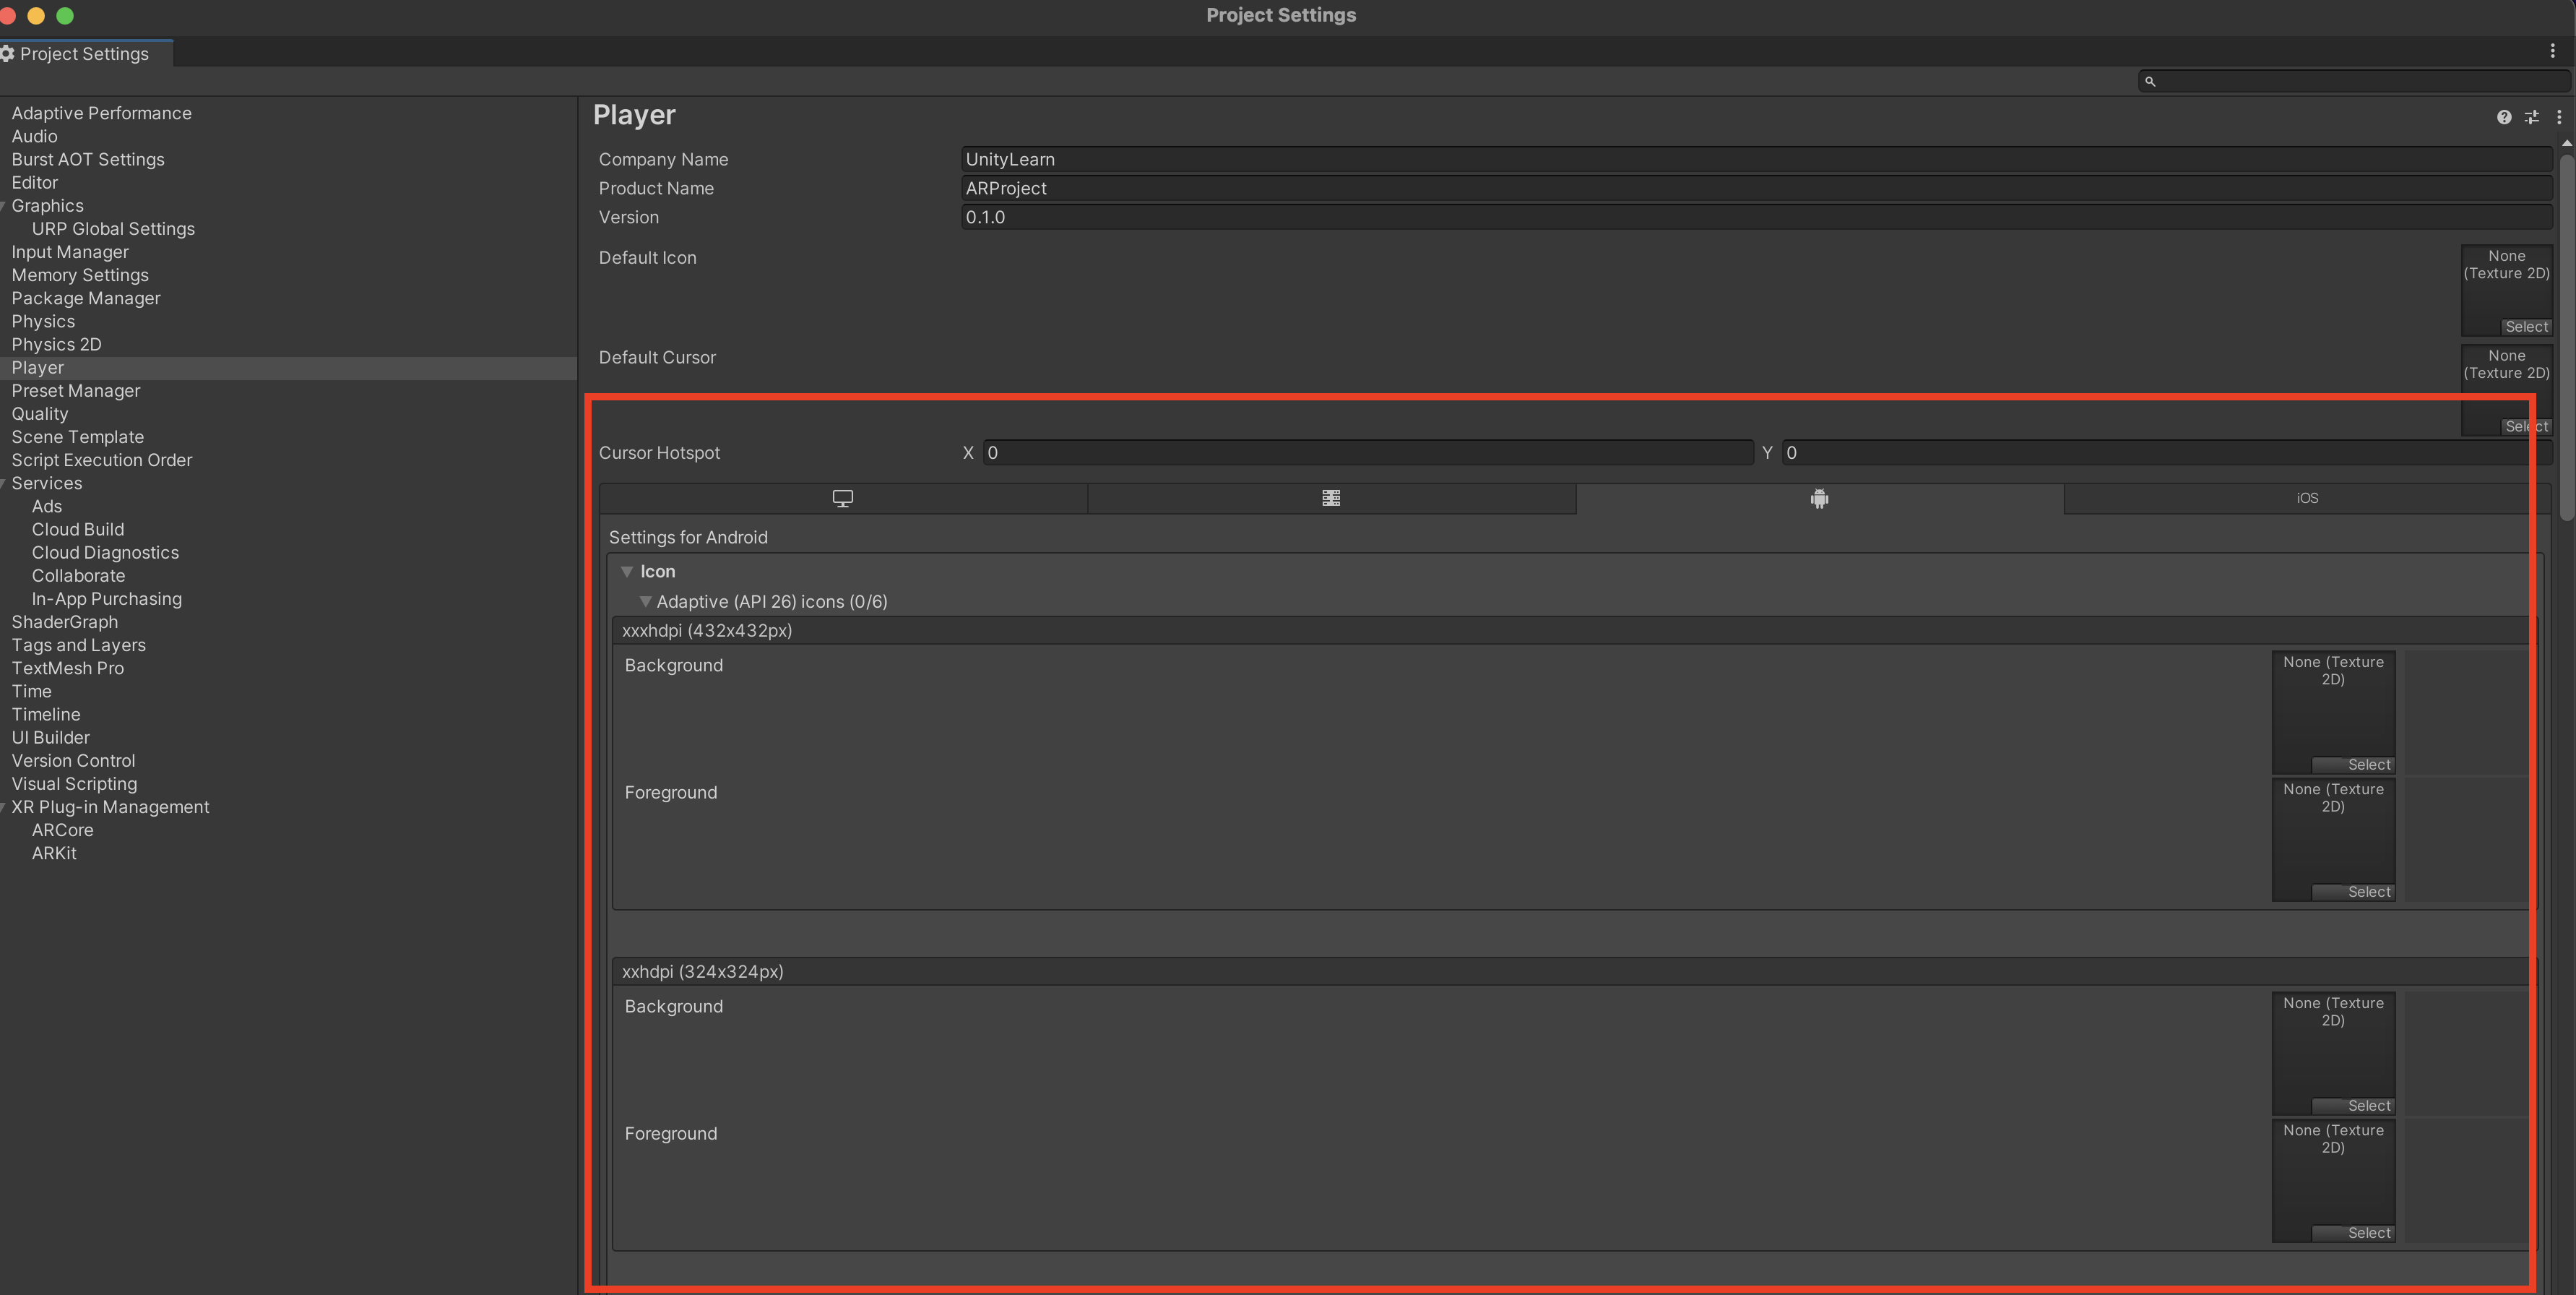 Project Settings
Project Settings
Adaptive Performance
Audio
Burst AOT Settings
Editor
Graphics
URP Global Settings
Input Manager
Memory Settings
Package Manager
Physics
Physics 2D
Player
Preset Manager
Quality
Scene Template
Script Execution Order
Services
Ads
Cloud Build
Cloud Diagnostics
Collaborate
In-App Purchasing
ShaderGraph
Tags and Layers
TextMesh Pro
Time
Timeline
UI Builder
Version Control
Visual Scripting
XR Plug-in Management
ARCore
ARKit
Player
Company Name UnityLearn
Product Name ARProject
Version 0.1.0
Default Icon
None
(Texture 2D)
Select
Default Cursor
None
(Texture 2D)
Select
Cursor Hotspot X 0 Y 0
iOS
Settings for Android
Icon
Adaptive (API 26) icons (0/6)
xxxhdpi (432x432px)
Background
None (Texture
2D)
Select
Foreground
None (Texture
2D)
Select
xxhdpi (324x324px)
Background
None (Texture
2D)
Select
Foreground
None (Texture
2D)
Select